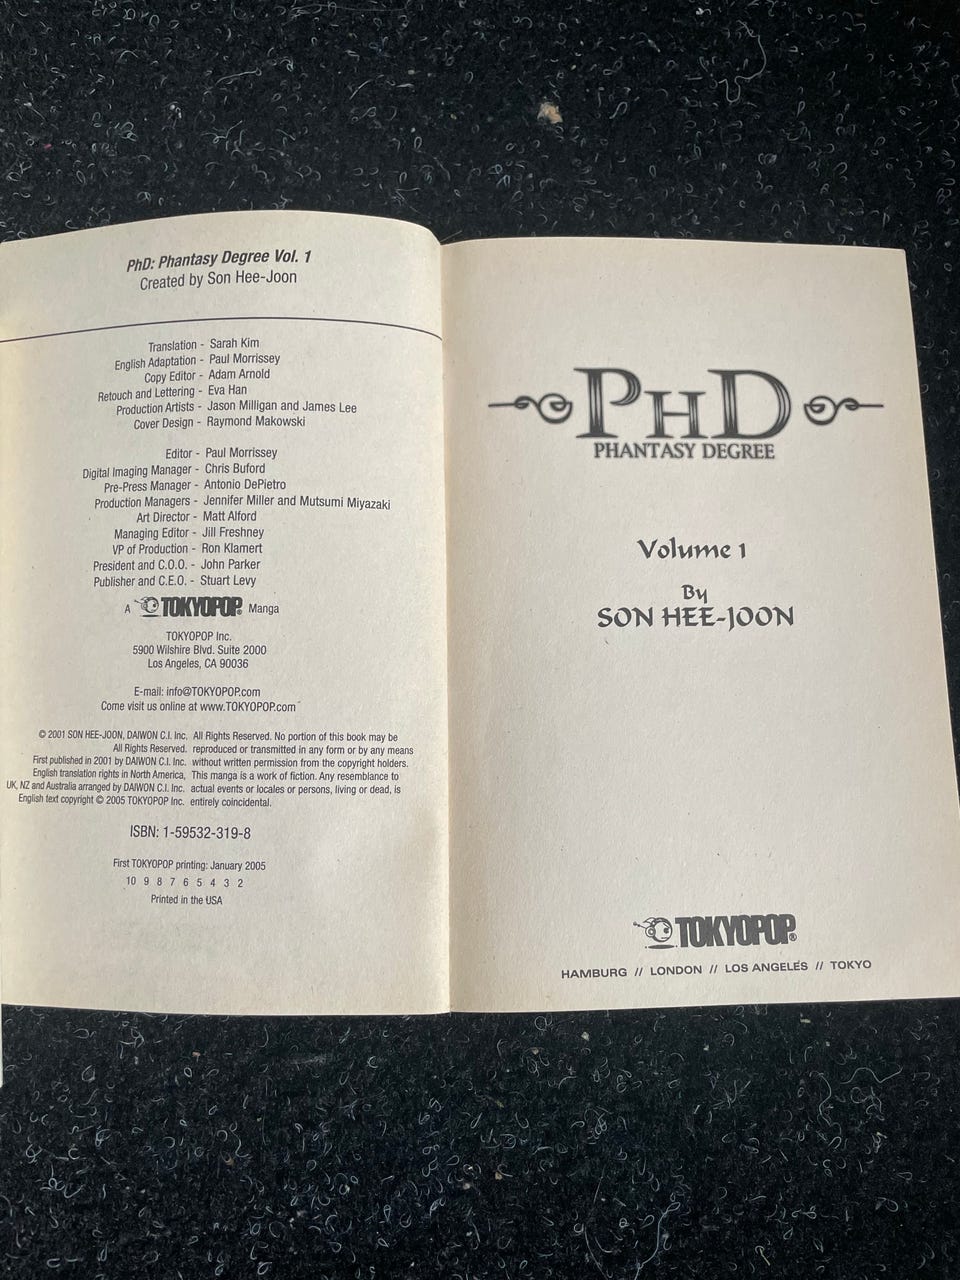 PhD: Phantasy Degree Vol. 1
Created by Son Hee-Joon
Translation - Sarah Kim
English Adaptation - Paul Morrissey
Copy Editor - Adam Arnold
Retouch and Lettering - Eva Han
Production Artists - Jason Milligan and James Lee
Cover Design - Raymond Makowski
Editor - Paul Morrissey
Digital Imaging Manager - Chris Buford
Pre-Press Manager - Antonio DePietro
Production Managers - Jennifer Miller and Mutsumi Miyazaki
Art Director - Matt Alford
Managing Editor - Jill Freshney
VP of Production - Ron Klamert
President and C.O.O. - John Parker
Publisher and C.E.O. - Stuart Levy
A TOKYOPOP® Manga
TOKYOPOP Inc.
5900 Wilshire Blvd. Suite 2000
Los Angeles, CA 90036
E-mail: info@TOKYOPOP.com
Come visit us online at www.TOKYOPOP.com
© 2001 SON HEE-JOON, DAIWON C.I. Inc.
All Rights Reserved.
First published in 2001 by DAIWON C.I. Inc.
English translation rights in North America,
UK, NZ and Australia arranged by DAIWON C.I. Inc.
English text copyright © 2005 TOKYOPOP Inc.
All Rights Reserved. No portion of this book may be
reproduced or transmitted in any form or by any means
without written permission from the copyright holders.
This manga is a work of fiction. Any resemblance to
actual events or locales or persons, living or dead, is
entirely coincidental.
ISBN: 1-59532-319-8
First TOKYOPOP printing: January 2005
10 9 8 7 6 5 4 3 2
Printed in the USA
PHD
PHANTASY DEGREE
Volume 1
By
SON HEE-JOON
TOKYOPOP®
HAMBURG // LONDON // LOS ANGELES // TOKYO